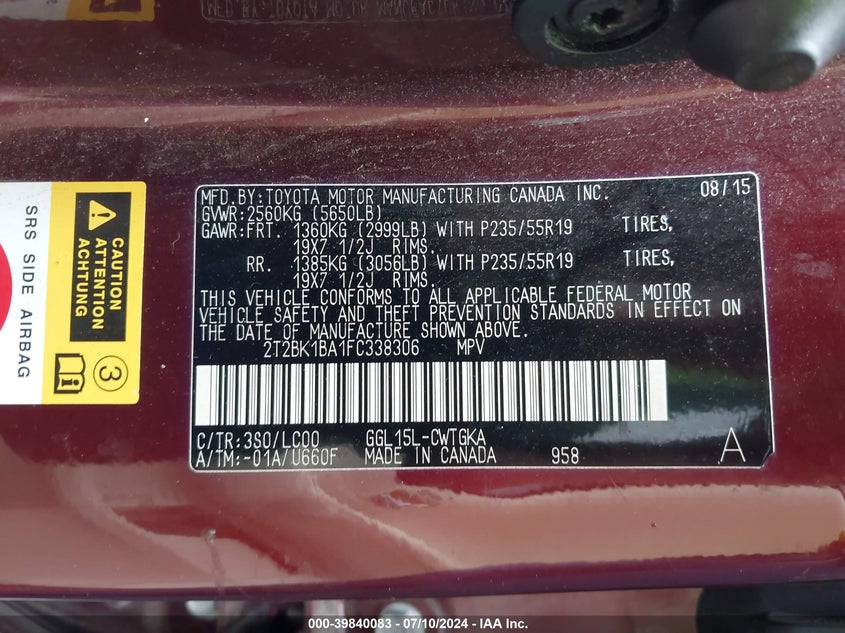 MFD.BY:TOYOTA MOTOR MANUFACTURING CANADA INC. 08/15
GVWR:2560KG (5650LB)
GAWR:FRT. 1360KG (2999LB) WITH P235/55R19 TIRES,
19X7 1/2J RIMS.
RR. 1385KG (3056LB) WITH P235/55R19 TIRES,
19X7 1/2J RIMS.
THIS VEHICLE CONFORMS TO ALL APPLICABLE FEDERAL MOTOR
VEHICLE SAFETY AND THEFT PREVENTION STANDARDS IN EFFECT ON
THE DATE OF MANUFACTURE SHOWN ABOVE.
2T2BK1BA1FC338306 MPV
C/TR:3S0/LC00 GGL15L-CWTGKA
A/TM:-01A/U660F MADE IN CANADA 958 A
SRS SIDE AIRBAG
CAUTION
ATTENTION
ACHTUNG
3
000-39840083 - 07/10/2024 - IAA Inc.